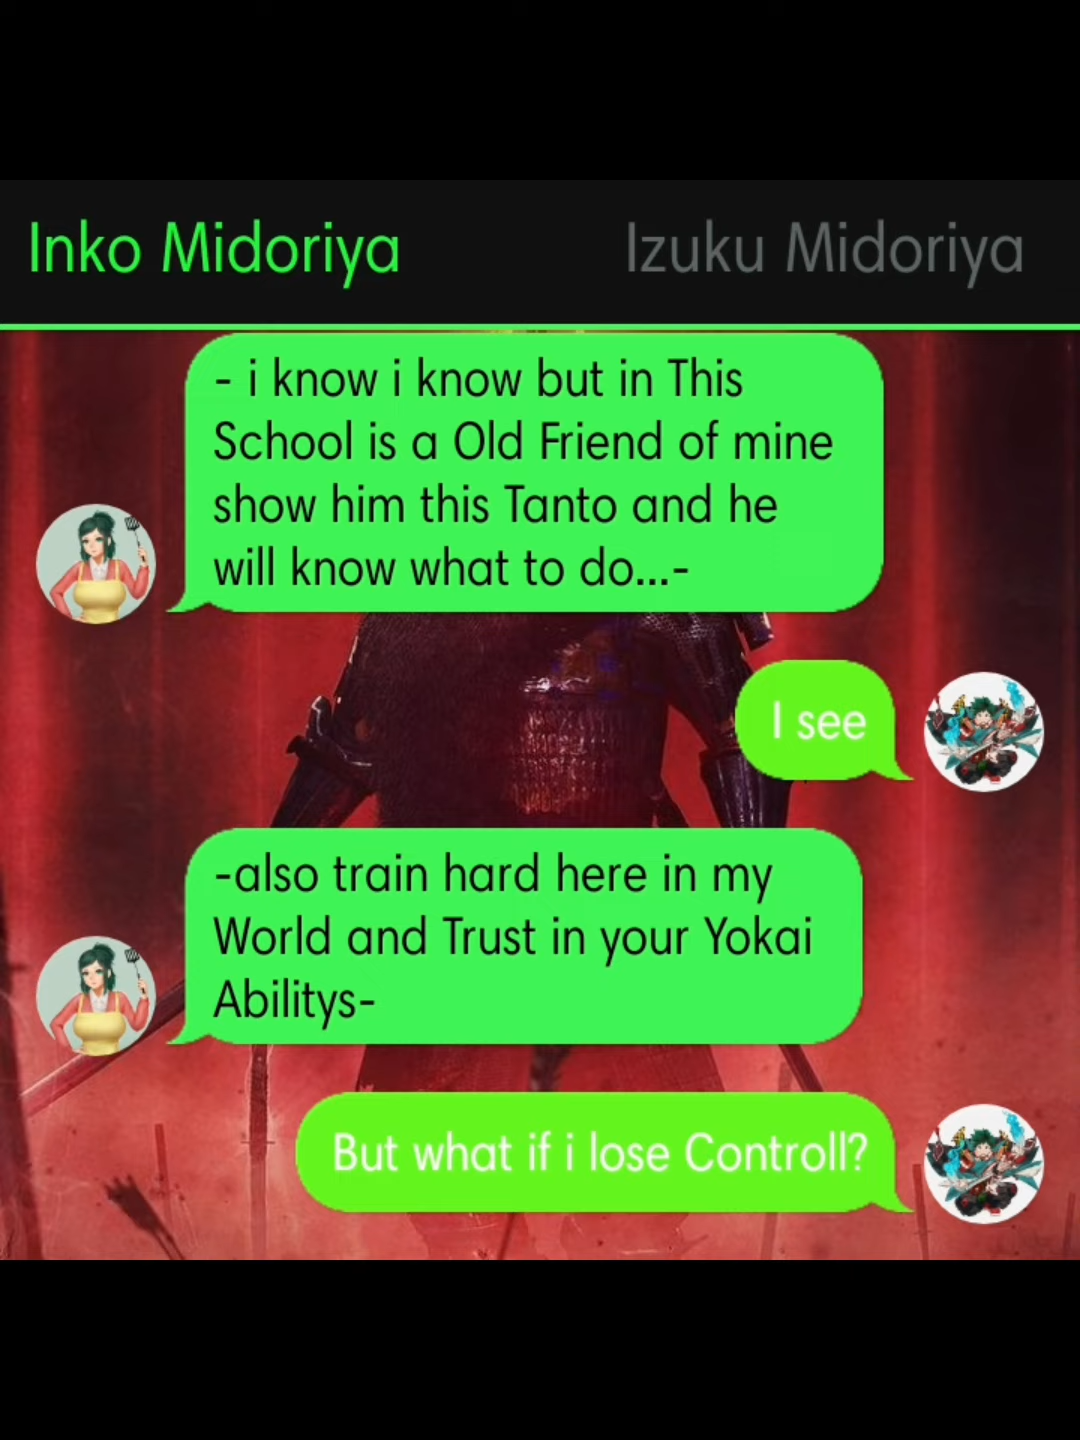 Inko Midoriya
Izuku Midoriya
- i know i know but in This
School is a Old Friend of mine
show him this Tanto and he
will know what to do...-
I see
-also train hard here in my
World and Trust in your Yokai
Abilitys-
But what if i lose Controll?